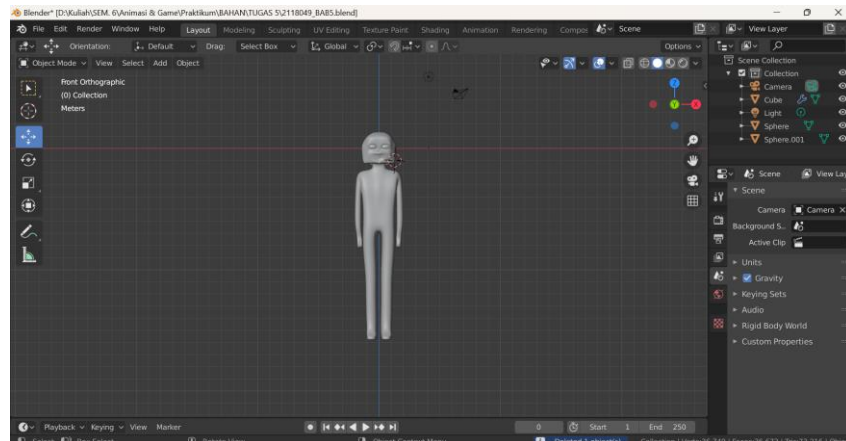 Blender* [D:\Kuliah\SEM. 6\Animasi & Game\Praktikum\BAHAN\TUGAS 5\2118049_BAB5.blend]
File Edit Render Window Help Layout Modeling Sculpting UV Editing Texture Paint Shading Animation Rendering Compos Scene View Layer
Orientation: Default Drag: Select Box Global Options
Object Mode View Select Add Object
Front Orthographic
(0) Collection
Meters
Z
Y
X
Scene Collection
Collection
Camera
Cube
Light
Sphere
Sphere.001
Scene View Lay
Scene
Camera Camera
Background S..
Active Clip
Units
Gravity
Keying Sets
Audio
Rigid Body World
Custom Properties
Playback Keying View Marker 0 Start 1 End 250